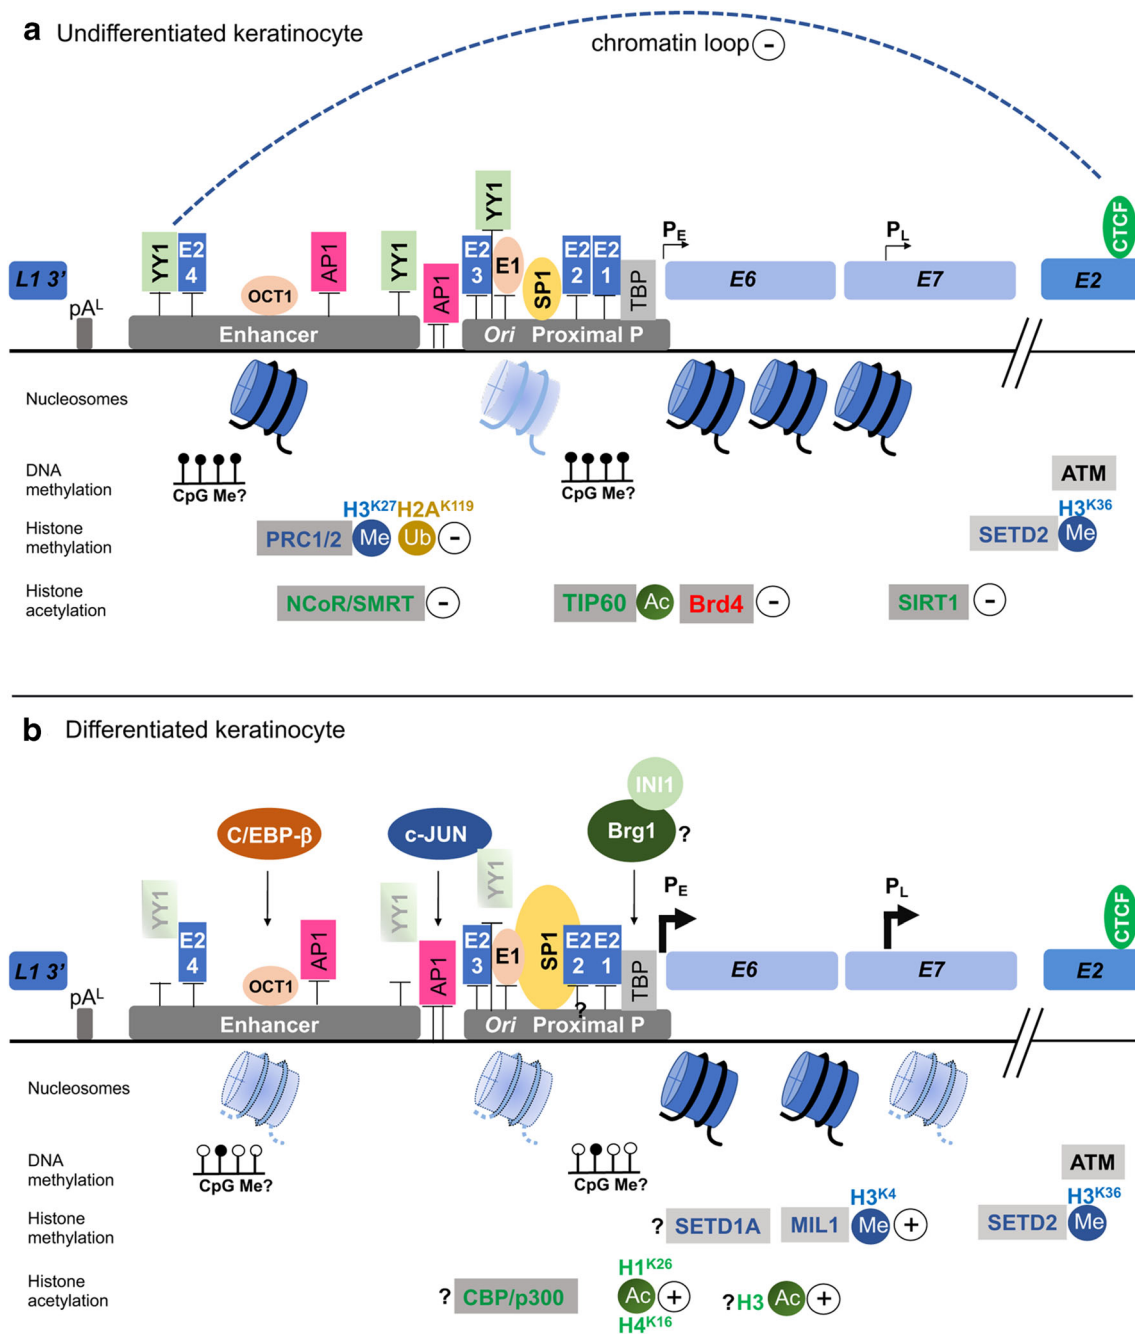 a Undifferentiated keratinocyte
chromatin loop -
YY1
E2
4
OCT1
AP1
YY1
AP1
YY1
E2
3
E1
SP1
E2
2
E2
1
TBP
PE
PL
CTCF
L1 3'
E6
E7
E2
pAL
Enhancer
Ori Proximal P
Nucleosomes
DNA
methylation
CpG Me?
CpG Me?
ATM
Histone
methylation
PRC1/2
H3K27
Me
H2AK119
Ub
-
SETD2
H3K36
Me
Histone
acetylation
NCoR/SMRT
-
TIP60
Ac
Brd4
-
SIRT1
-
b Differentiated keratinocyte
INI1
C/EBP-β
c-JUN
Brg1
?
YY1
E2
4
OCT1
AP1
YY1
AP1
YY1
E2
3
E1
SP1
E2
2
?
E2
1
TBP
PE
PL
CTCF
L1 3'
E6
E7
E2
pAL
Enhancer
Ori Proximal P
Nucleosomes
DNA
methylation
CpG Me?
CpG Me?
ATM
Histone
methylation
? SETD1A
MIL1
H3K4
Me
+
SETD2
H3K36
Me
Histone
acetylation
? CBP/p300
H1K26
Ac
+
H4K16
? H3
Ac
+